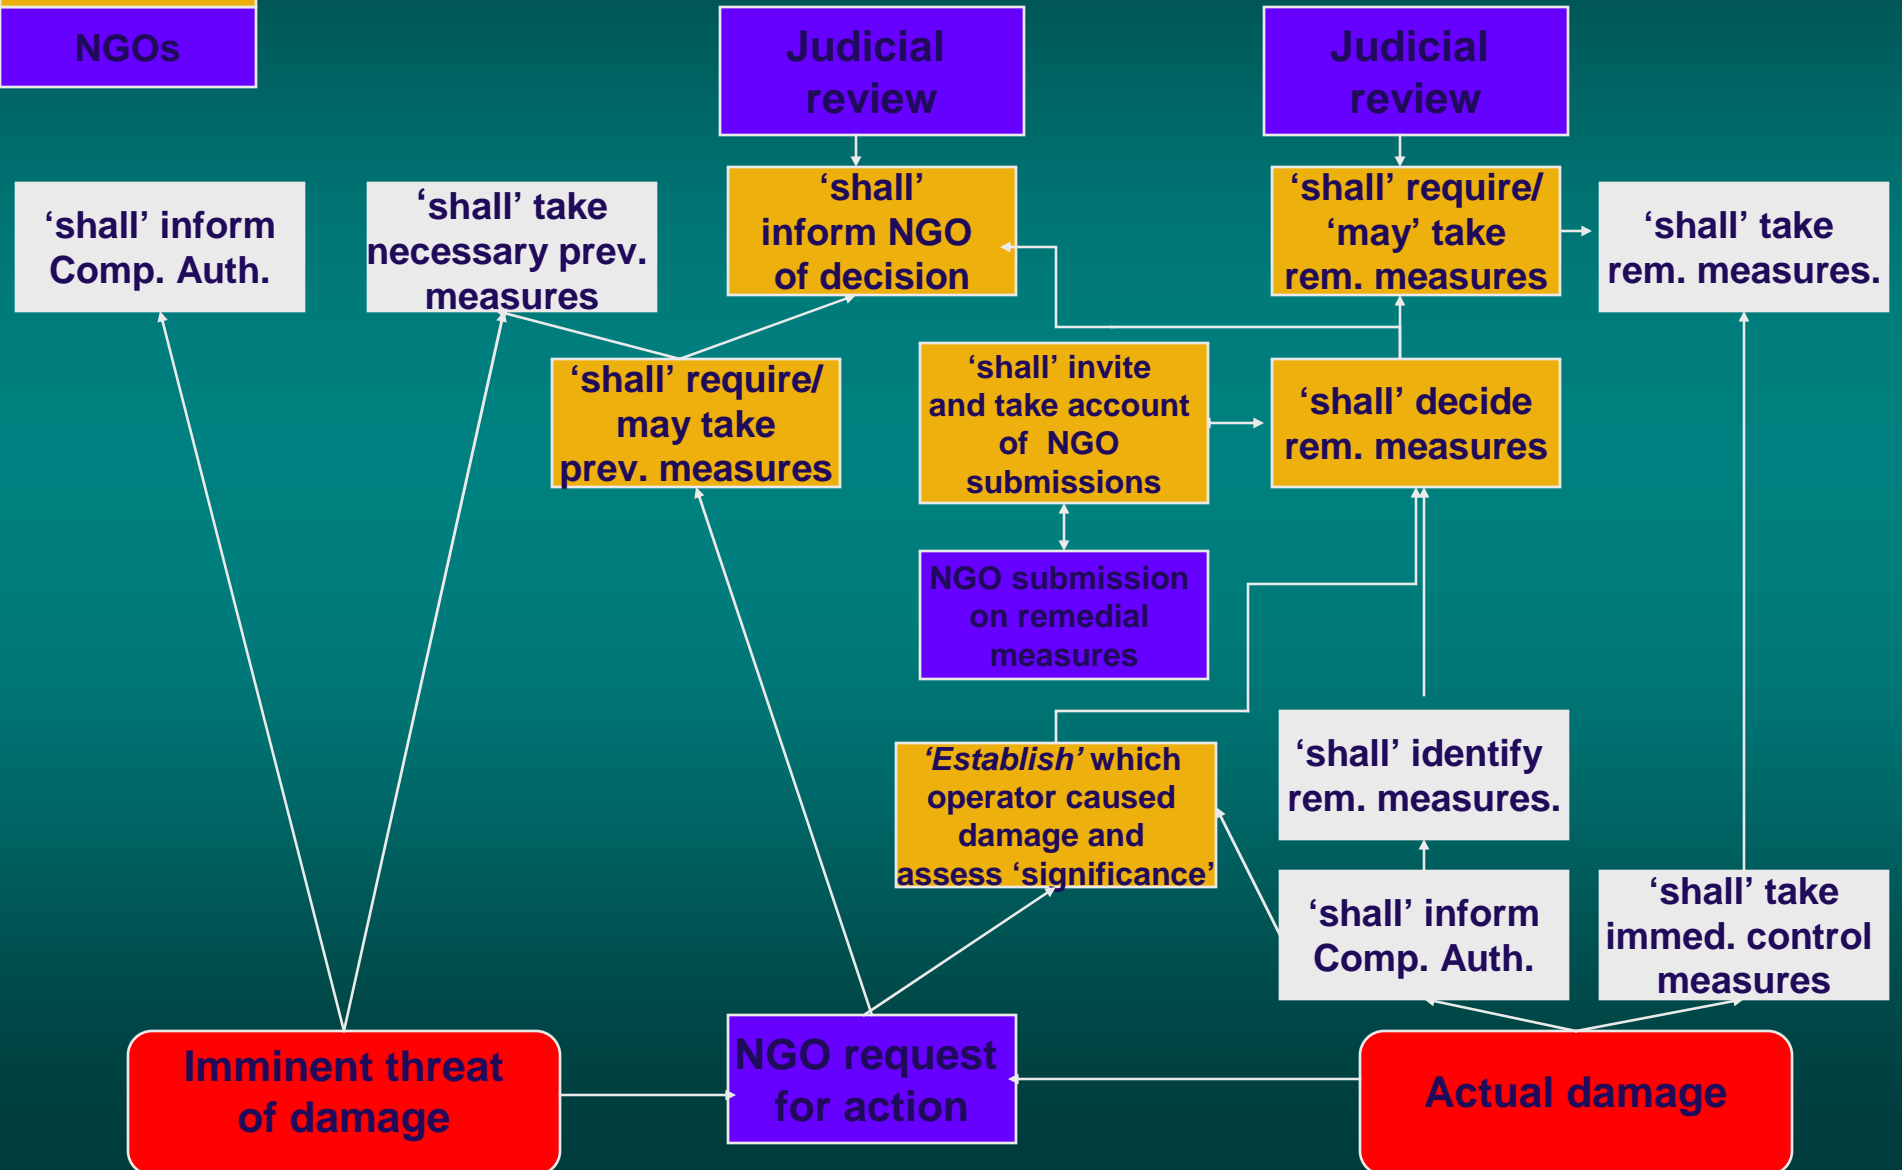 NGOs
Judicial
review
Judicial
review
‘shall’ inform
Comp. Auth.
‘shall’ take
necessary prev.
measures
‘shall’
inform NGO
of decision
‘shall’ require/
‘may’ take
rem. measures
‘shall’ take
rem. measures.
‘shall’ require/
may take
prev. measures
‘shall’ invite
and take account
of NGO
submissions
‘shall’ decide
rem. measures
NGO submission
on remedial
measures
‘Establish’ which
operator caused
damage and
assess ‘significance’
‘shall’ identify
rem. measures.
‘shall’ inform
Comp. Auth.
‘shall’ take
immed. control
measures
Imminent threat
of damage
NGO request
for action
Actual damage